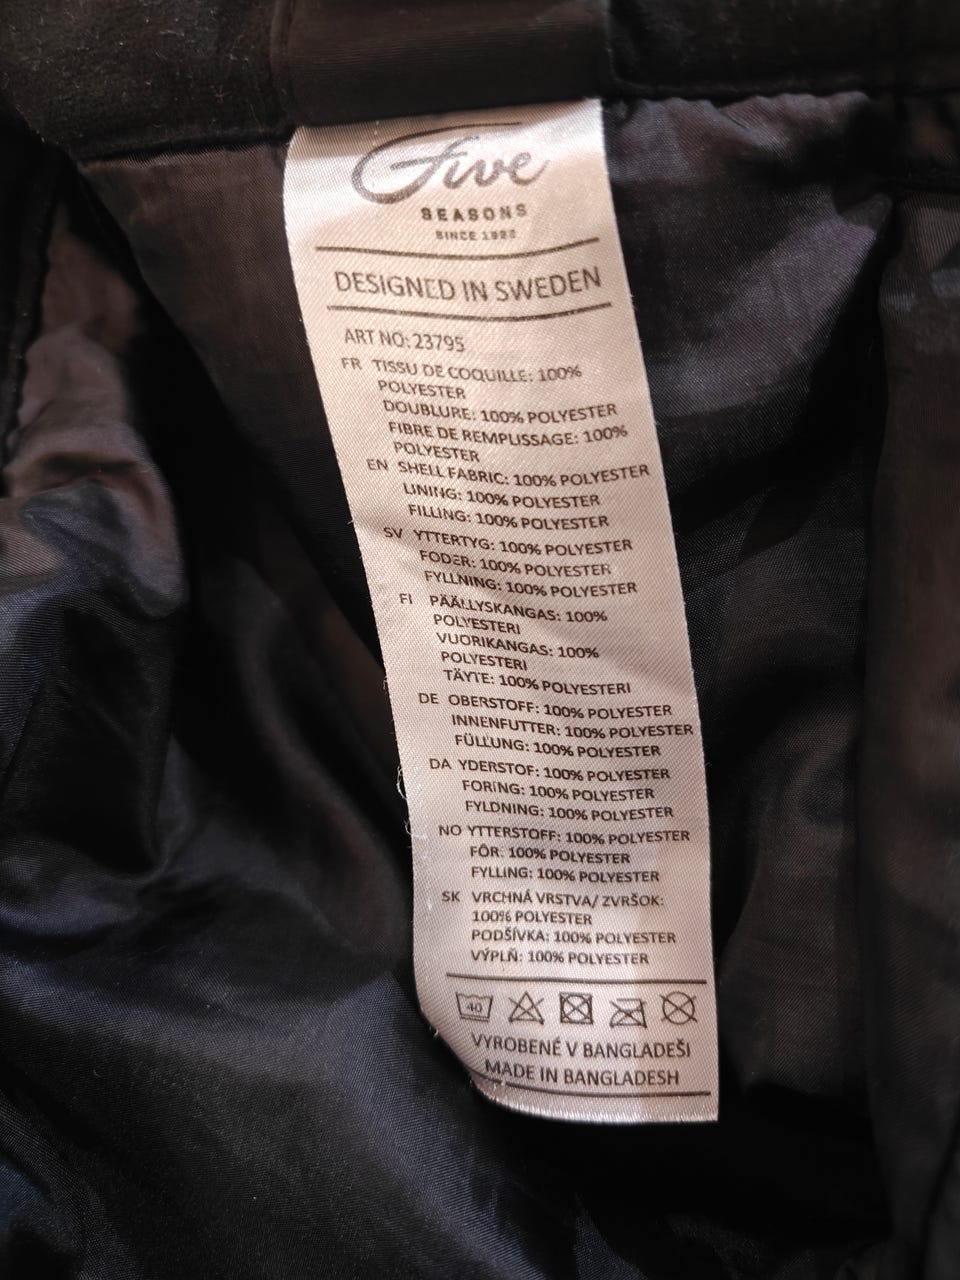 Five
SEASONS
SINCE 1928
DESIGNED IN SWEDEN
ART NO: 23795
FR TISSU DE COQUILLE: 100%
POLYESTER
DOUBLURE: 100% POLYESTER
FIBRE DE REMPLISSAGE: 100%
POLYESTER
EN SHELL FABRIC: 100% POLYESTER
LINING: 100% POLYESTER
FILLING: 100% POLYESTER
SV YTTERTYG: 100% POLYESTER
FODER: 100% POLYESTER
FYLLNING: 100% POLYESTER
FI PÄÄLLYSKANGAS: 100%
POLYESTERI
VUORIKANGAS: 100%
POLYESTERI
TÄYTE: 100% POLYESTERI
DE OBERSTOFF: 100% POLYESTER
INNENFUTTER: 100% POLYESTER
FÜLLUNG: 100% POLYESTER
DA YDERSTOF: 100% POLYESTER
FORING: 100% POLYESTER
FYLDNING: 100% POLYESTER
NO YTTERSTOFF: 100% POLYESTER
FÔR: 100% POLYESTER
FYLLING: 100% POLYESTER
SK VRCHNÁ VRSTVA/ ZVRŠOK:
100% POLYESTER
PODŠÍVKA: 100% POLYESTER
VÝPLŇ: 100% POLYESTER
40
VYROBENÉ V BANGLADEŠI
MADE IN BANGLADESH